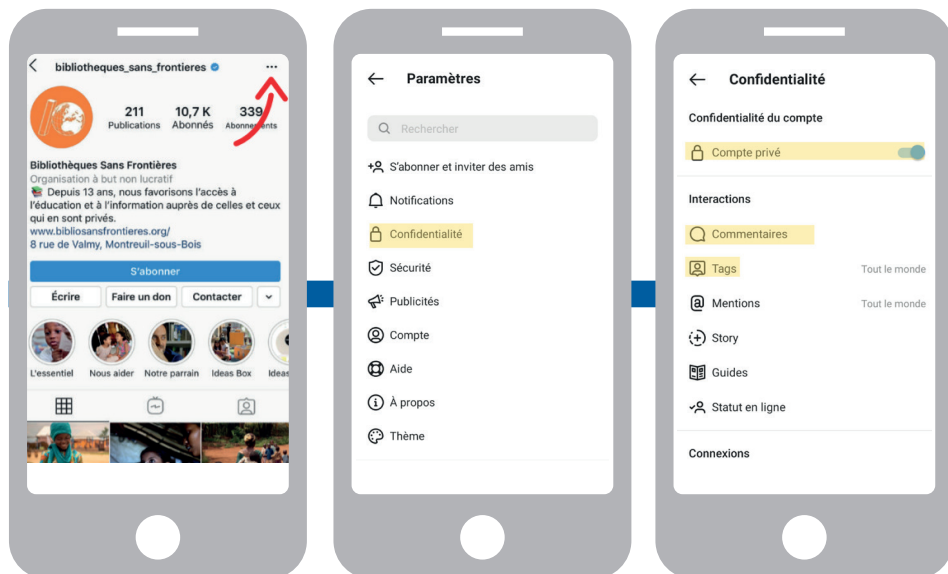 bibliotheques_sans_frontieres
211
10,7 K
339
Publications
Abonnés
Abonnements
Bibliothèques Sans Frontières
Organisation à but non lucratif
Depuis 13 ans, nous favorisons l'accès à
l'éducation et à l'information auprès de celles et ceux
qui en sont privés.
www.bibliosansfrontieres.org/
8 rue de Valmy, Montreuil-sous-Bois
S'abonner
Écrire
Faire un don
Contacter
L'essentiel
Nous aider
Notre parrain
Ideas Box
Ideas
Paramètres
Rechercher
S'abonner et inviter des amis
Notifications
Confidentialité
Sécurité
Publicités
Compte
Aide
À propos
Thème
Confidentialité
Confidentialité du compte
Compte privé
Interactions
Commentaires
Tags
Tout le monde
Mentions
Tout le monde
Story
Guides
Statut en ligne
Connexions